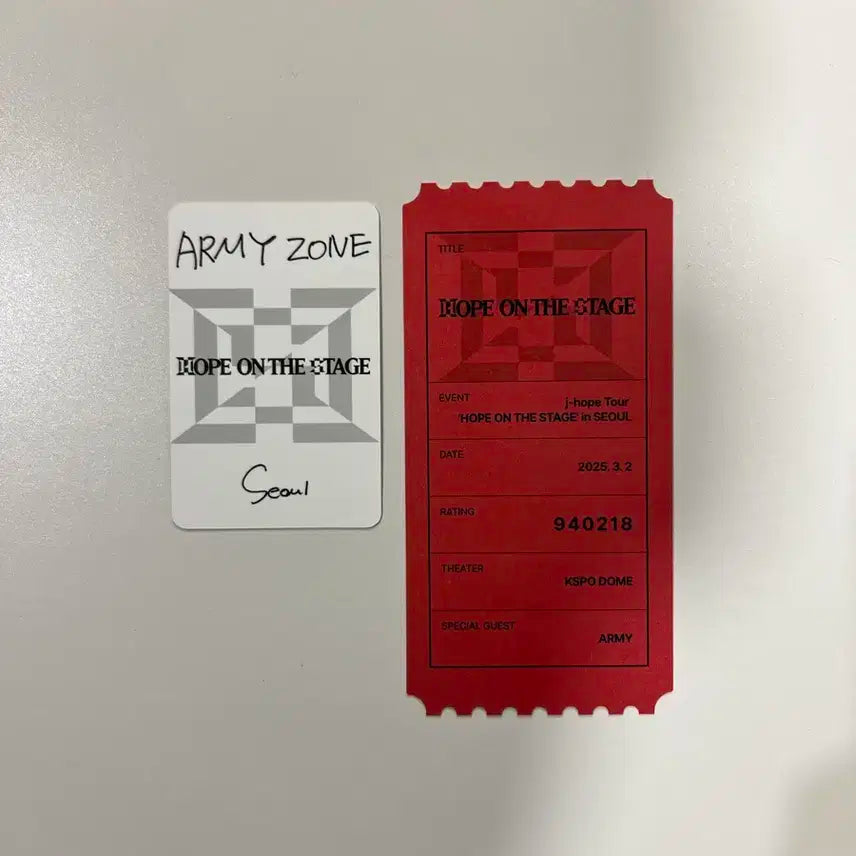 ARMY ZONE
HOPE ON THE STAGE
Seoul
TITLE
HOPE ON THE STAGE
EVENT
j-hope Tour
'HOPE ON THE STAGE' in SEOUL
DATE
2025. 3. 2
RATING
940218
THEATER
KSPO DOME
SPECIAL GUEST
ARMY